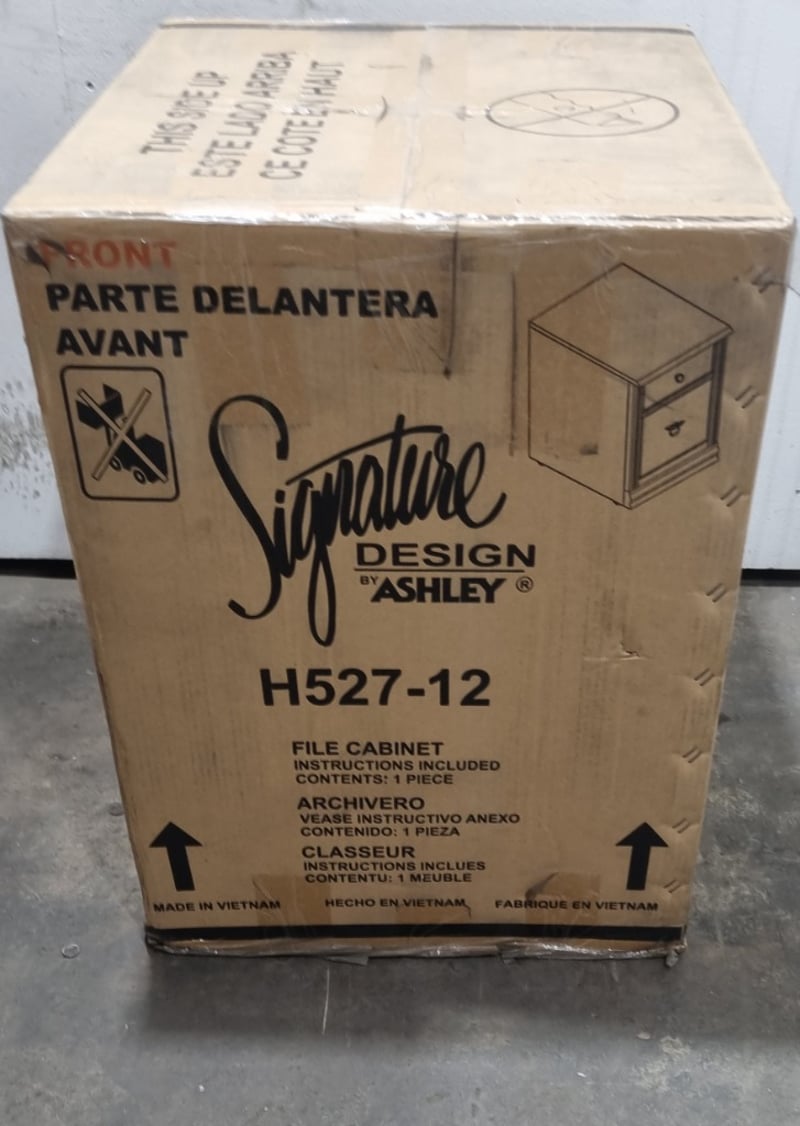 THIS SIDE UP
ESTE LADO ARRIBA
CE COTE EN HAUT
FRONT
PARTE DELANTERA
AVANT
Signature
DESIGN
BY ASHLEY ®
H527-12
FILE CABINET
INSTRUCTIONS INCLUDED
CONTENTS: 1 PIECE
ARCHIVERO
VEASE INSTRUCTIVO ANEXO
CONTENIDO: 1 PIEZA
CLASSEUR
INSTRUCTIONS INCLUES
CONTENTU: 1 MEUBLE
MADE IN VIETNAM HECHO EN VIETNAM FABRIQUE EN VIETNAM